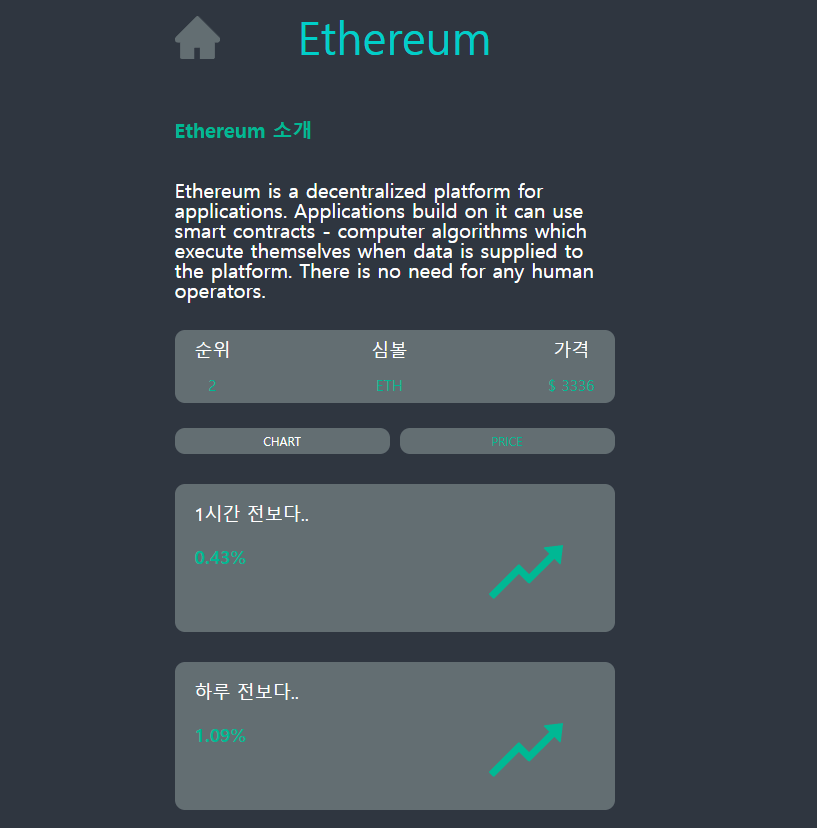 Ethereum
Ethereum 소개
Ethereum is a decentralized platform for
applications. Applications build on it can use
smart contracts - computer algorithms which
execute themselves when data is supplied to
the platform. There is no need for any human
operators.
순위 심볼 가격
2 ETH $ 3336
CHART PRICE
1시간 전보다..
0.43%
하루 전보다..
1.09%